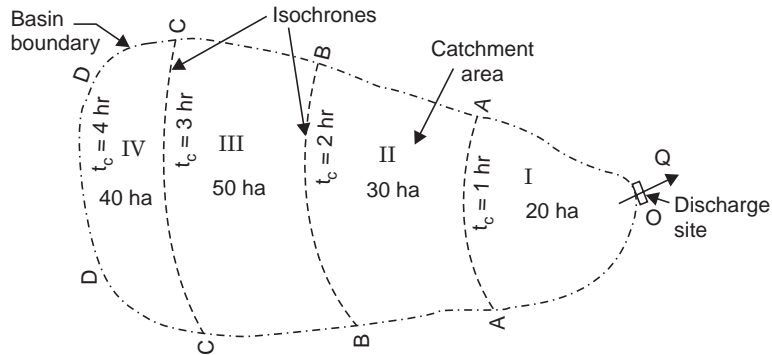 Basin
boundary
C
Isochrones
B
Catchment
area
D
A
t_c = 4 hr
IV
40 ha
t_c = 3 hr
III
50 ha
t_c = 2 hr
II
30 ha
t_c = 1 hr
I
20 ha
Q
O
Discharge
site
D
C
B
A